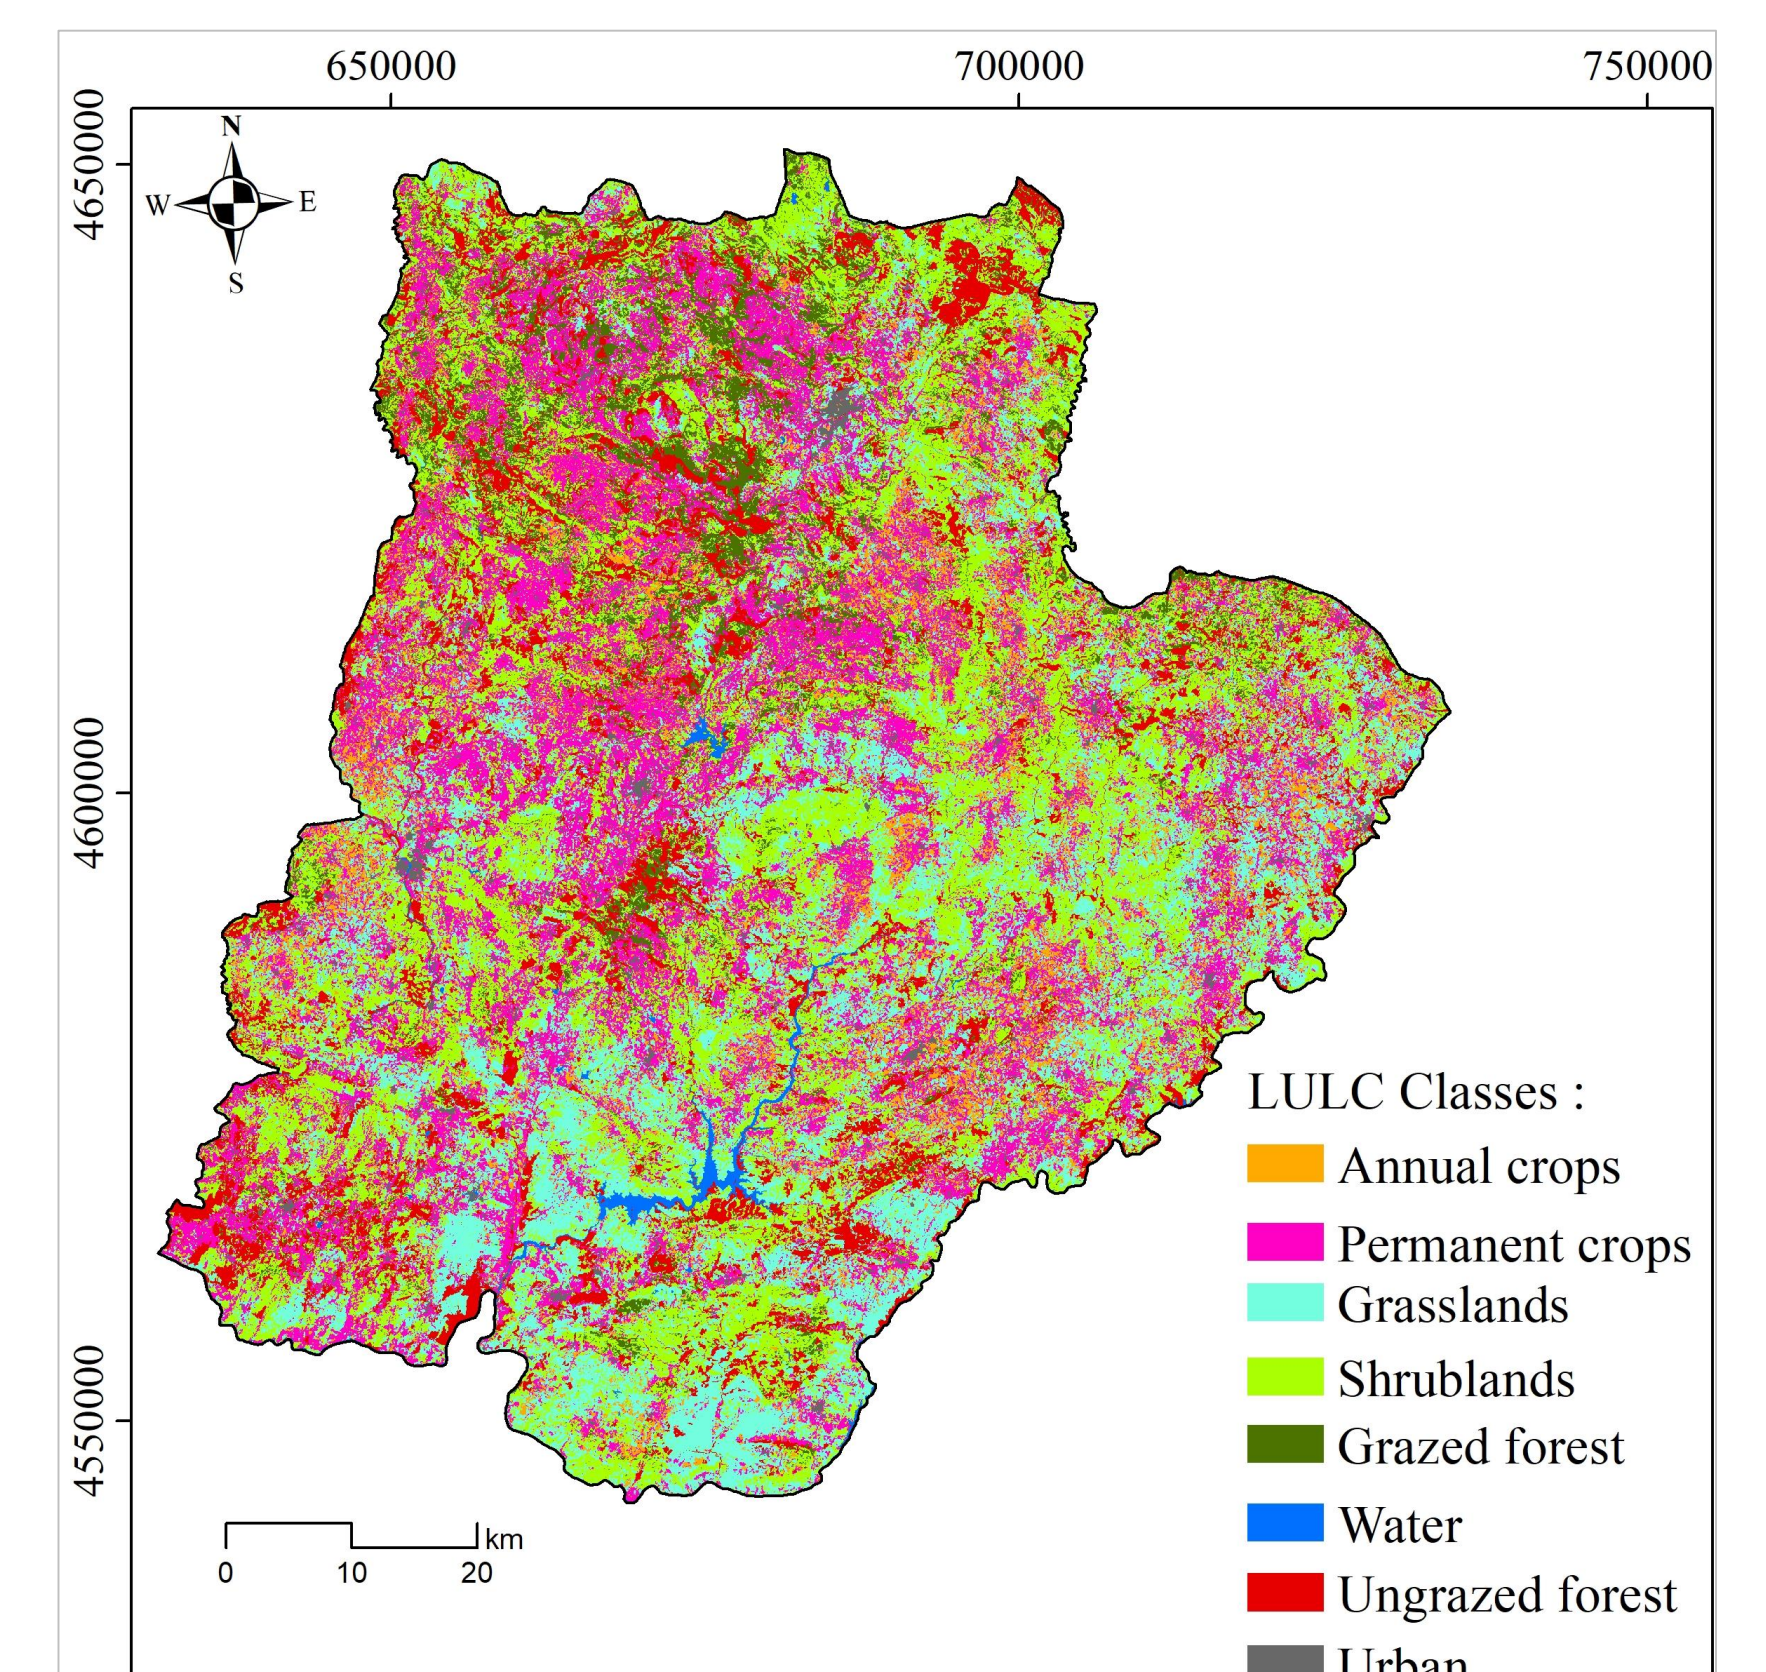 650000 700000 750000
4650000
4600000
4550000
N
W E
S
LULC Classes :
Annual crops
Permanent crops
Grasslands
Shrublands
Grazed forest
Water
Ungrazed forest
Urban
km
0 10 20